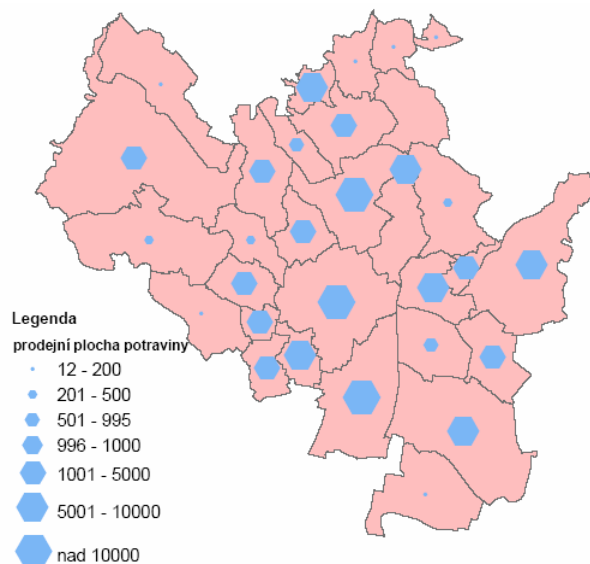 Legenda
prodejní plocha potraviny
12 - 200
201 - 500
501 - 995
996 - 1000
1001 - 5000
5001 - 10000
nad 10000